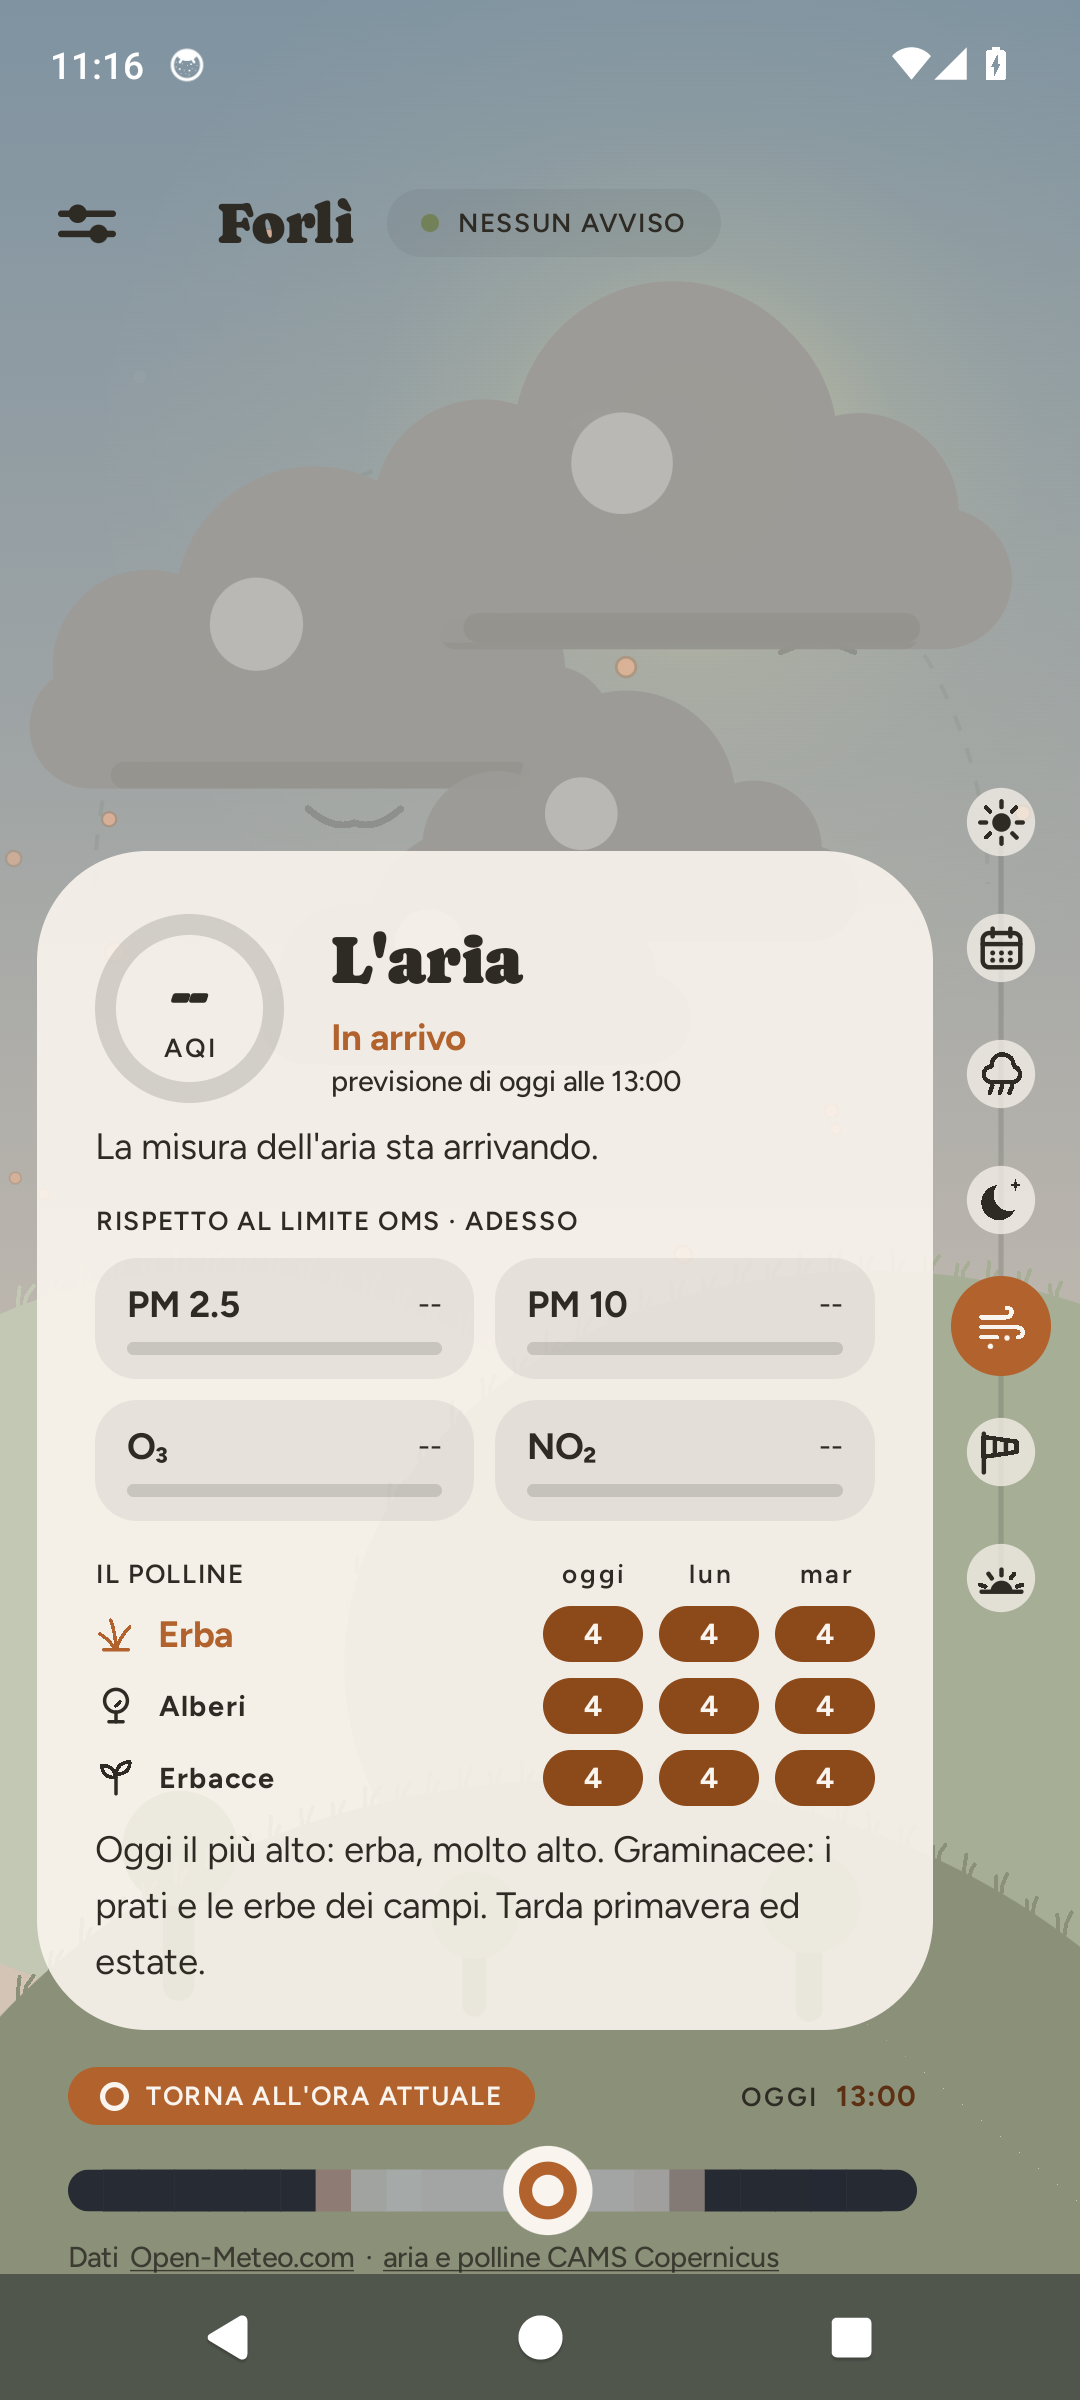 11:16
Forlì
NESSUN AVVISO
--
AQI
L'aria
In arrivo
previsione di oggi alle 13:00
La misura dell'aria sta arrivando.
RISPETTO AL LIMITE OMS · ADESSO
PM 2.5 --
PM 10 --
O₃ --
NO₂ --
IL POLLINE oggi lun mar
Erba 4 4 4
Alberi 4 4 4
Erbacce 4 4 4
Oggi il più alto: erba, molto alto. Graminacee: i
prati e le erbe dei campi. Tarda primavera ed
estate.
TORNA ALL'ORA ATTUALE
OGGI 13:00
Dati Open-Meteo.com · aria e polline CAMS Copernicus